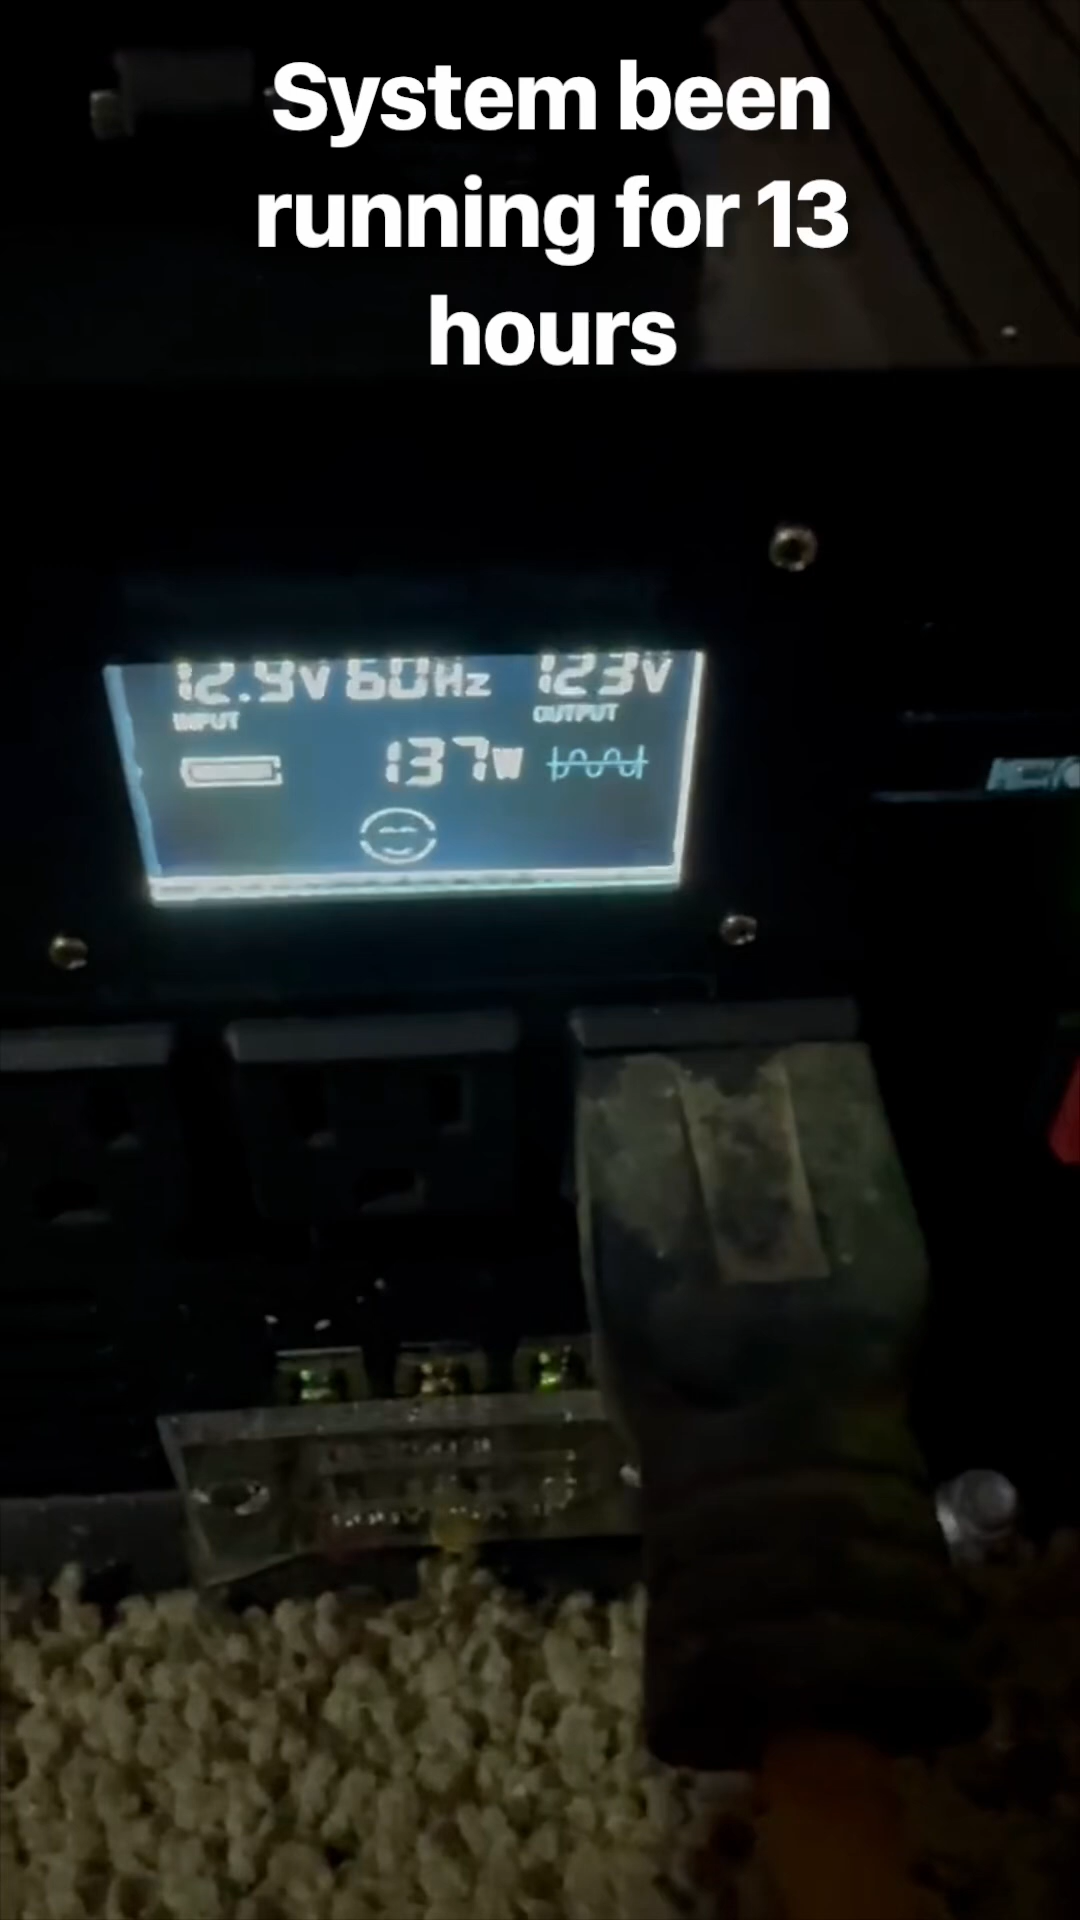 System been
running for 13
hours
12.9V 60Hz 123V
INPUT OUTPUT
137W